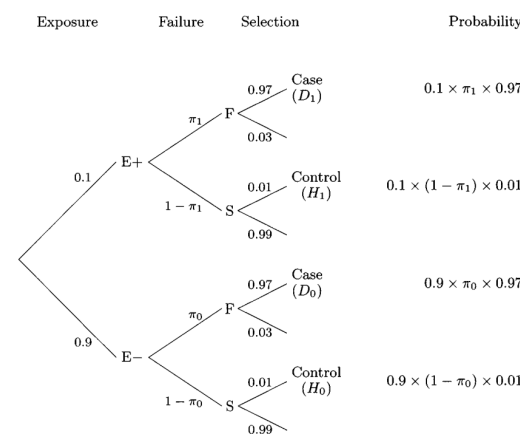 Exposure Failure Selection Probability
0.97 Case
(D₁) 0.1 × π₁ × 0.97
π₁ F
0.03
0.1 E+
0.01 Control
(H₁) 0.1 × (1 − π₁) × 0.01
1 − π₁ S
0.99
0.97 Case
(D₀) 0.9 × π₀ × 0.97
π₀ F
0.03
0.9 E−
0.01 Control
(H₀) 0.9 × (1 − π₀) × 0.01
1 − π₀ S
0.99